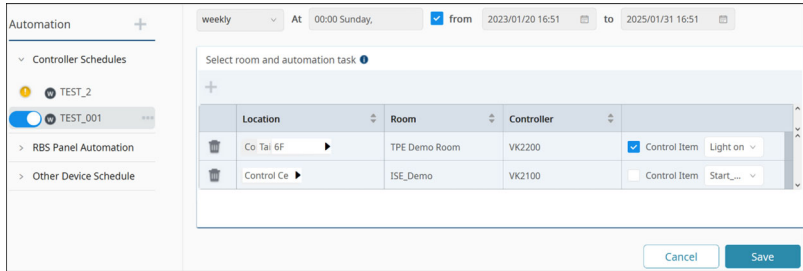 Automation
weekly At 00:00 Sunday, from 2023/01/20 16:51 to 2025/01/31 16:51
Controller Schedules
Select room and automation task
W TEST_2
W TEST_001
Location Room Controller
RBS Panel Automation
Co Tai 6F TPE Demo Room VK2200 Control Item Light on
Other Device Schedule
Control Ce ISE_Demo VK2100 Control Item Start_...
Cancel Save